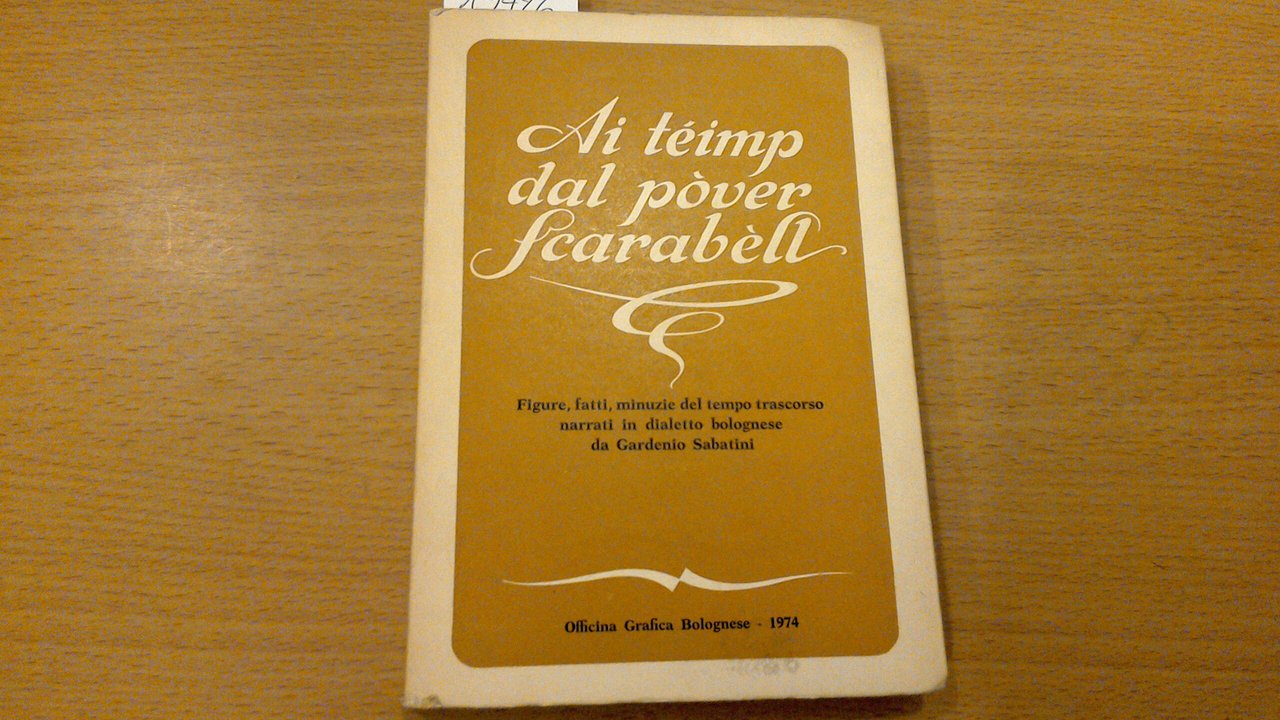 Ai téimp
dal pòver
Scarabèll
Figure, fatti, minuzie del tempo trascorso
narrati in dialetto bolognese
da Gardenio Sabatini
Officina Grafica Bolognese - 1974